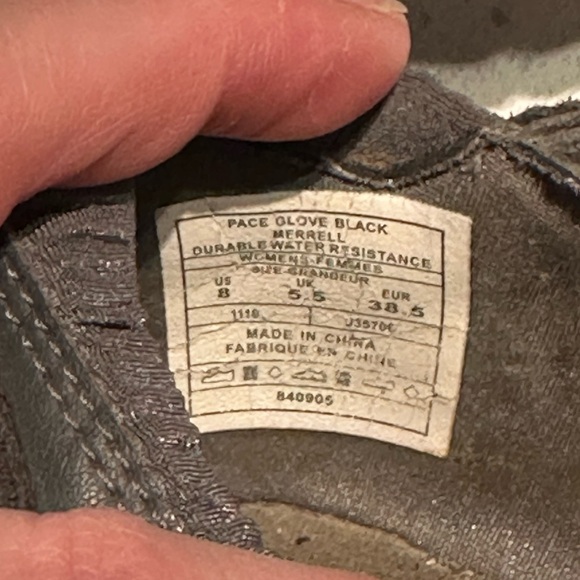 PACE GLOVE BLACK
MERRELL
DURABLE WATER RESISTANCE
WOMENS-FEMMES
SIZE-GRANDEUR
US UK EUR
8 5.5 38.5
1110 J35706
MADE IN CHINA
FABRIQUE EN CHINE
840905